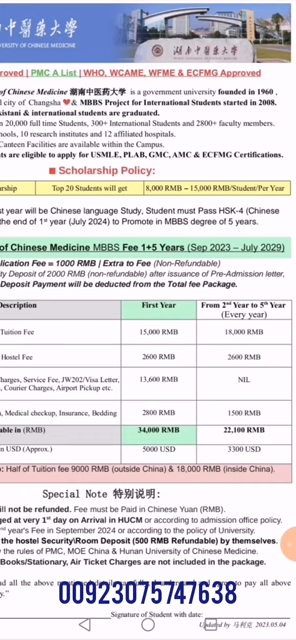 醫藥大學
UNIVERSITY OF CHINESE MEDICINE
湖南中醫藥大學
roved | PMC A List | WHO, WCAME, WFME & ECFMG Approved
of Chinese Medicine 湖南中医药大学 is a government university founded in 1960 ,
l city of Changsha ❤& MBBS Project for International Students started in 2008.
kistani & international students are graduated.
n 20,000 full time Students, 300+ International Students and 2800+ faculty members.
hools, 10 research institutes and 12 affiliated hospitals.
Canteen Facilities are available within the Campus.
nts are eligible to apply for USMLE, PLAB, GMC, AMC & ECFMG Certifications.
■ Scholarship Policy:
arship Top 20 Students will get 8,000 RMB – 15,000 RMB/Student/Per Year
st year will be Chinese language Study, Student must Pass HSK-4 (Chinese
the end of 1st year (July 2024) to Promote in MBBS degree of 5 years.
of Chinese Medicine MBBS Fee 1+5 Years (Sep 2023 – July 2029)
lication Fee = 1000 RMB | Extra to Fee (Non-Refundable)
ty Deposit of 2000 RMB (non-refundable) after issuance of Pre-Admission letter,
Deposit Payment will be deducted from the Total fee Package.
Description First Year From 2nd Year to 5th Year
(Every year)
Tuition Fee 15,000 RMB 18,000 RMB
Hostel Fee 2600 RMB 2600 RMB
Charges, Service Fee, JW202/Visa Letter,
, Courier Charges, Airport Pickup etc. 13,600 RMB NIL
, Medical checkup, Insurance, Bedding 2800 RMB 1500 RMB
able in (RMB) 34,000 RMB 22,100 RMB
n USD (Approx.) 5000 USD 3300 USD
: Half of Tuition fee 9000 RMB (outside China) & 18,000 RMB (inside China).
Special Note 特别说明:
ill not be refunded. Fee must be Paid in Chinese Yuan (RMB).
ged at very 1st day on Arrival in HUCM or according to admission office policy.
nd year's Fee in September 2024 or according to the policy of University.
the hostel Security\Room Deposit (500 RMB Refundable) by themselves.
y the rules of PMC, MOE China & Hunan University of Chinese Medicine.
Books/Stationery, Air Ticket Charges are not included in the package.
00923075747638
Signature of Student with date:
Updated by 马利克 2023.05.04